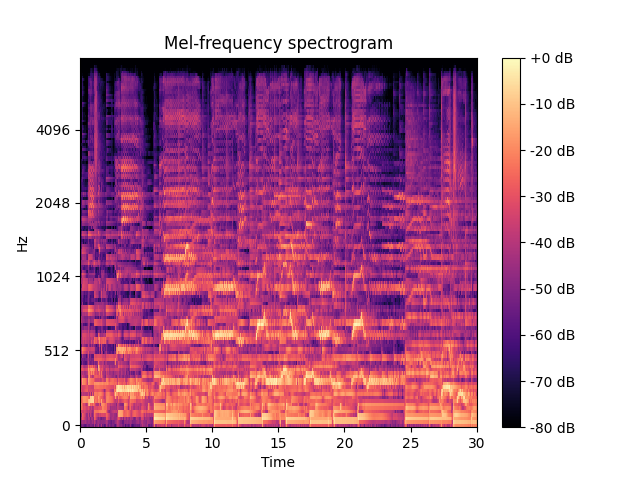 Mel-frequency spectrogram
Hz
4096
2048
1024
512
0
0 5 10 15 20 25 30
Time
+0 dB
-10 dB
-20 dB
-30 dB
-40 dB
-50 dB
-60 dB
-70 dB
-80 dB